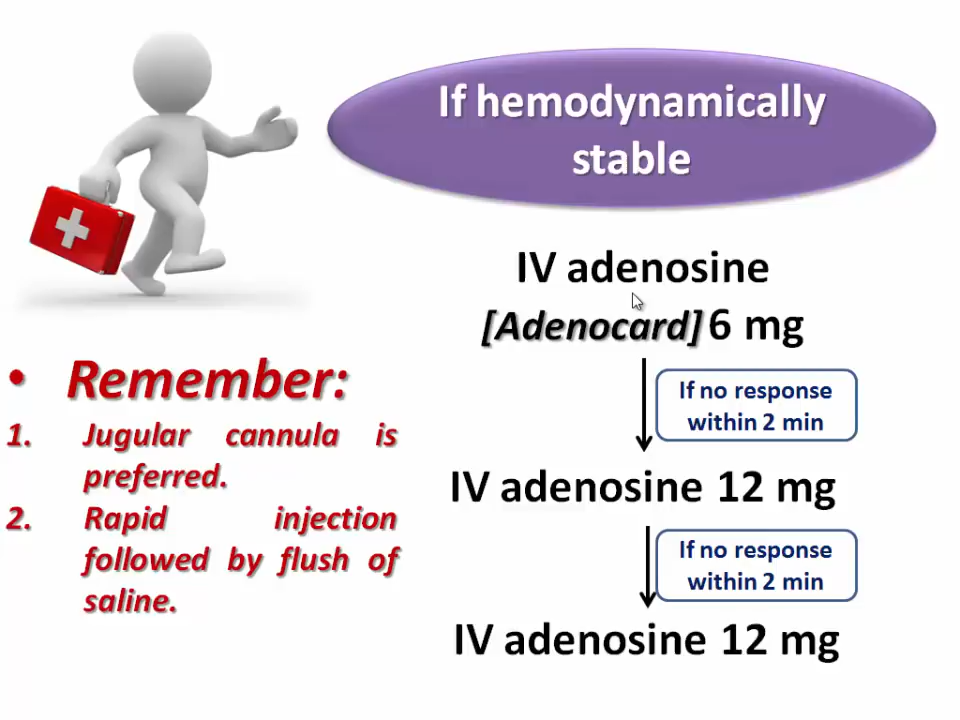 If hemodynamically
stable
IV adenosine
[Adenocard] 6 mg
If no response
within 2 min
IV adenosine 12 mg
If no response
within 2 min
IV adenosine 12 mg
• Remember:
1. Jugular cannula is
preferred.
2. Rapid injection
followed by flush of
saline.